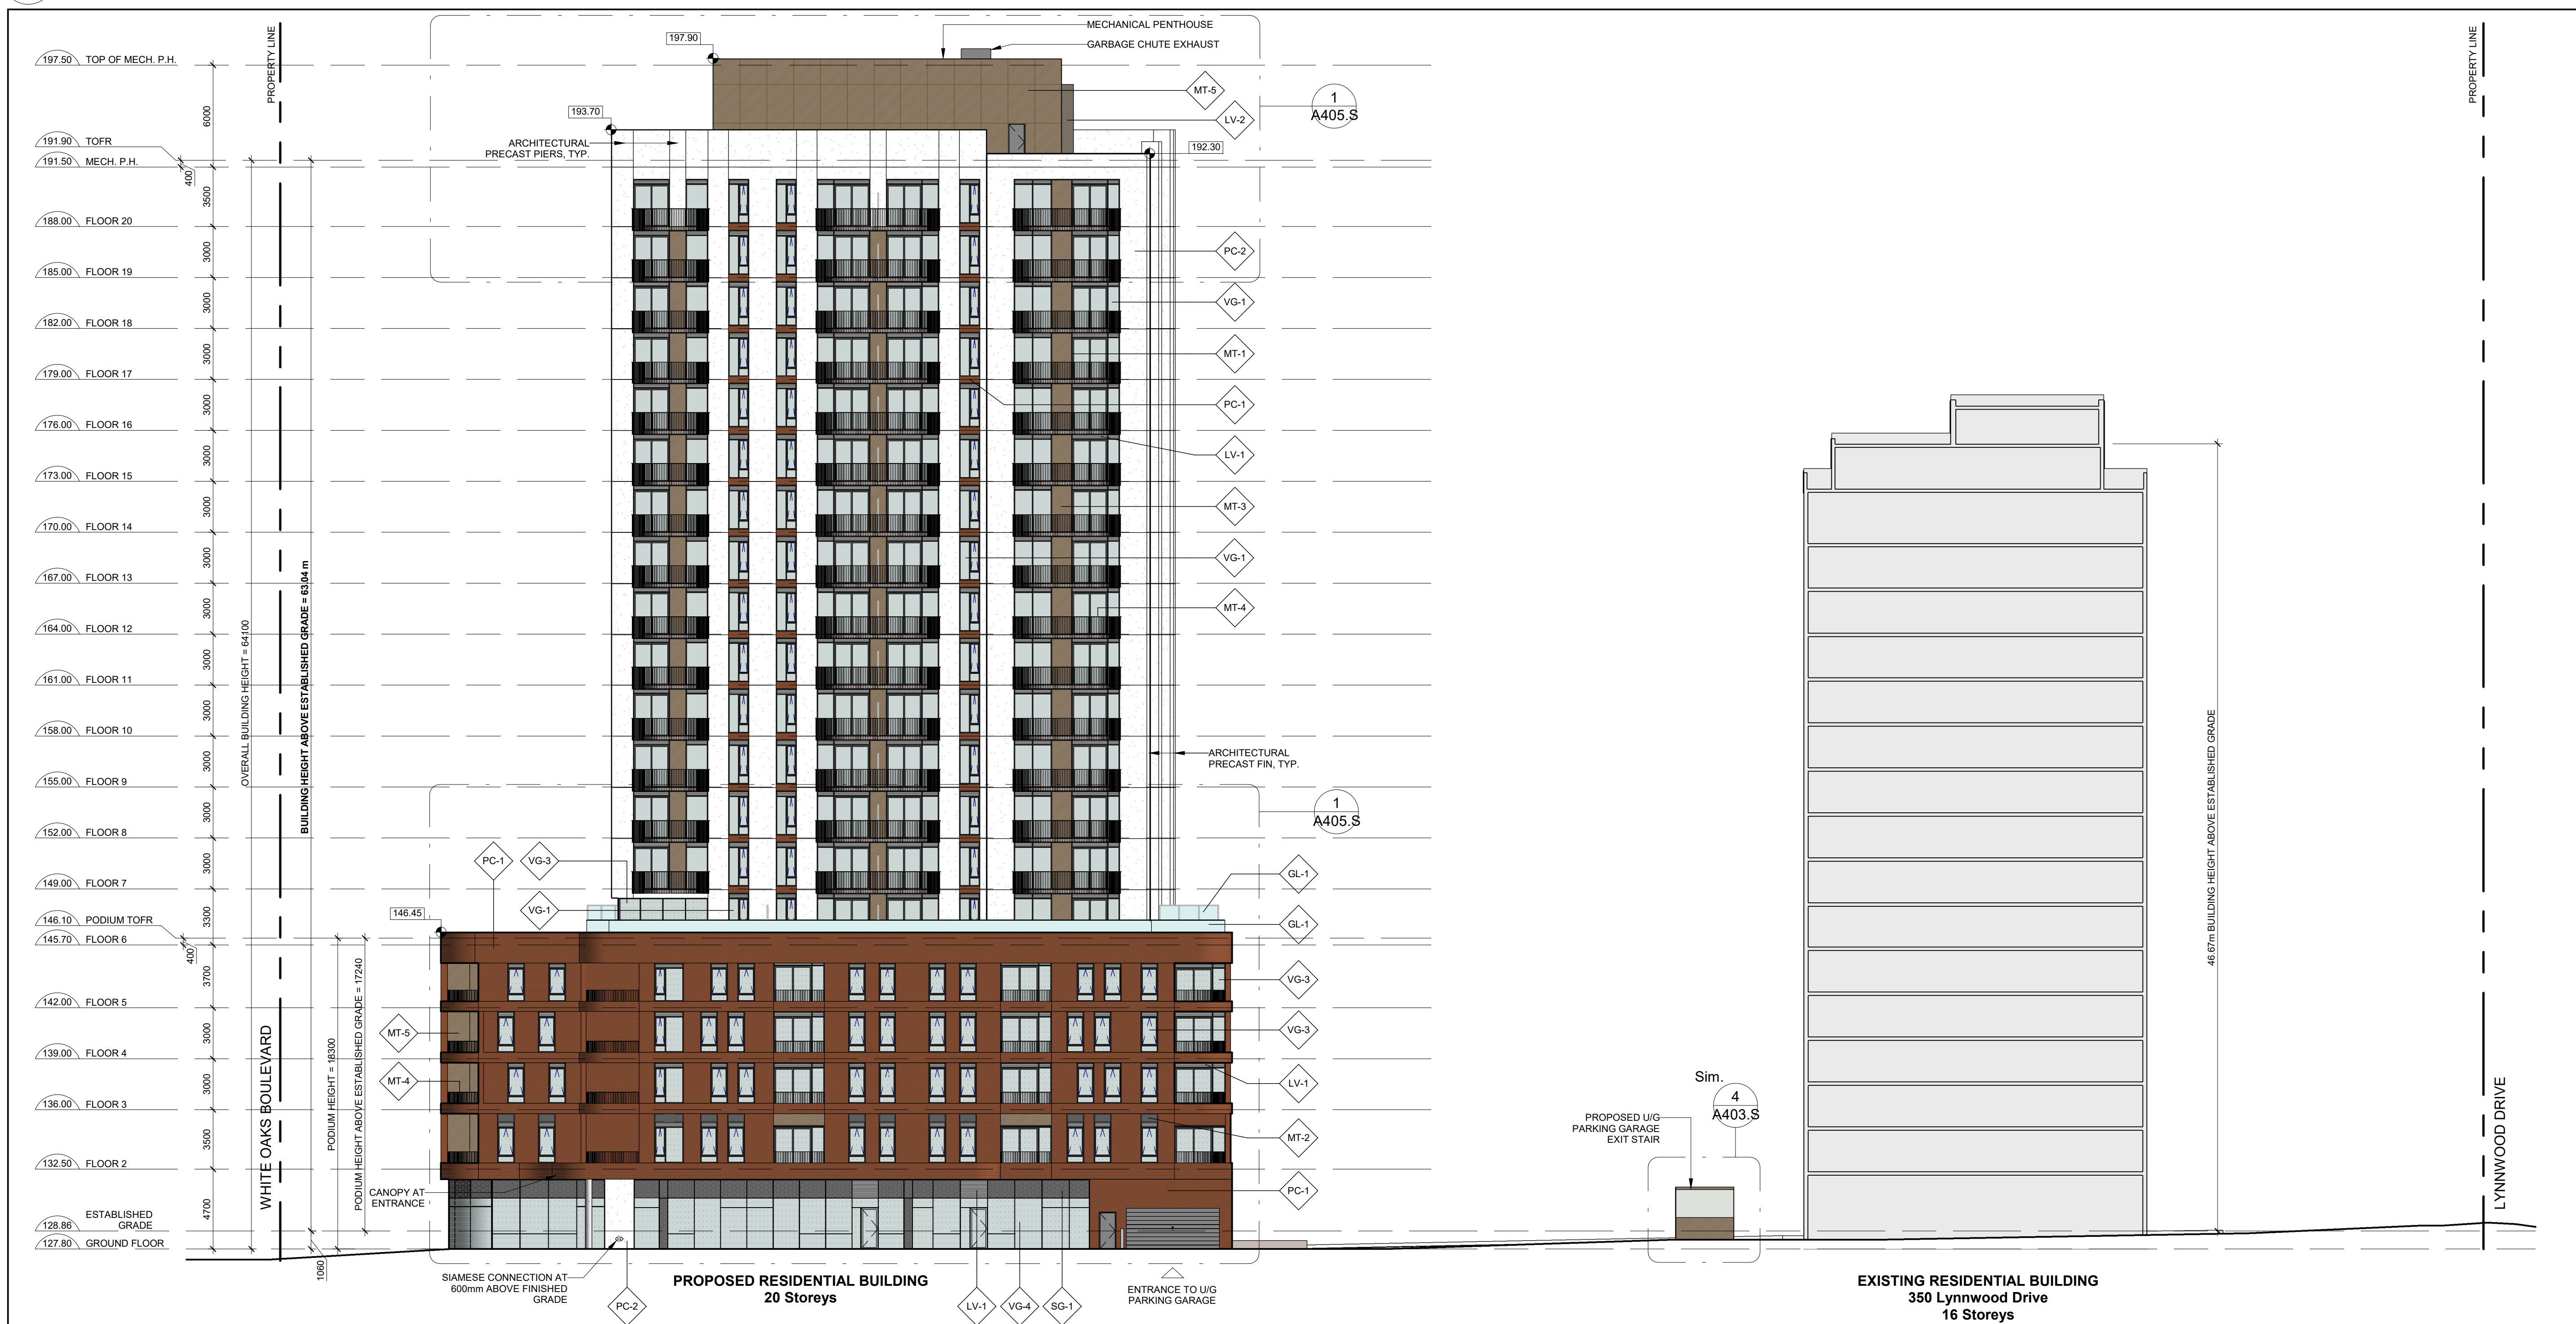 MECHANICAL PENTHOUSE
GARBAGE CHUTE EXHAUST
197.90
193.70
192.30
ARCHITECTURAL
PRECAST PIERS, TYP.
PROPERTY LINE
PROPERTY LINE
197.50 TOP OF MECH. P.H.
6000
191.90 TOFR
191.50 MECH. P.H.
400
3500
188.00 FLOOR 20
3000
185.00 FLOOR 19
3000
182.00 FLOOR 18
3000
179.00 FLOOR 17
3000
176.00 FLOOR 16
3000
173.00 FLOOR 15
3000
170.00 FLOOR 14
3000
167.00 FLOOR 13
3000
164.00 FLOOR 12
3000
161.00 FLOOR 11
3000
158.00 FLOOR 10
3000
155.00 FLOOR 9
3000
152.00 FLOOR 8
3000
149.00 FLOOR 7
3300
146.10 PODIUM TOFR
145.70 FLOOR 6
400
3700
142.00 FLOOR 5
3000
139.00 FLOOR 4
3000
136.00 FLOOR 3
3500
132.50 FLOOR 2
4700
ESTABLISHED
GRADE
128.86
127.80 GROUND FLOOR
1060
OVERALL BUILDING HEIGHT = 64100
BUILDING HEIGHT ABOVE ESTABLISHED GRADE = 63.04 m
PODIUM HEIGHT = 18300
PODIUM HEIGHT ABOVE ESTABLISHED GRADE = 17240
WHITE OAKS BOULEVARD
MT-5
LV-2
1
A405.S
PC-2
VG-1
MT-1
PC-1
LV-1
MT-3
VG-1
MT-4
ARCHITECTURAL
PRECAST FIN, TYP.
1
A405.S
PC-1
VG-3
VG-1
146.45
GL-1
GL-1
VG-3
VG-3
LV-1
MT-2
PC-1
MT-5
MT-4
CANOPY AT
ENTRANCE
SIAMESE CONNECTION AT
600mm ABOVE FINISHED
GRADE
PC-2
LV-1
VG-4
SG-1
ENTRANCE TO U/G
PARKING GARAGE
PROPOSED RESIDENTIAL BUILDING
20 Storeys
Sim.
4
A403.S
PROPOSED U/G
PARKING GARAGE
EXIT STAIR
46.67m BUILDING HEIGHT ABOVE ESTABLISHED GRADE
LYNNWOOD DRIVE
EXISTING RESIDENTIAL BUILDING
350 Lynnwood Drive
16 Storeys